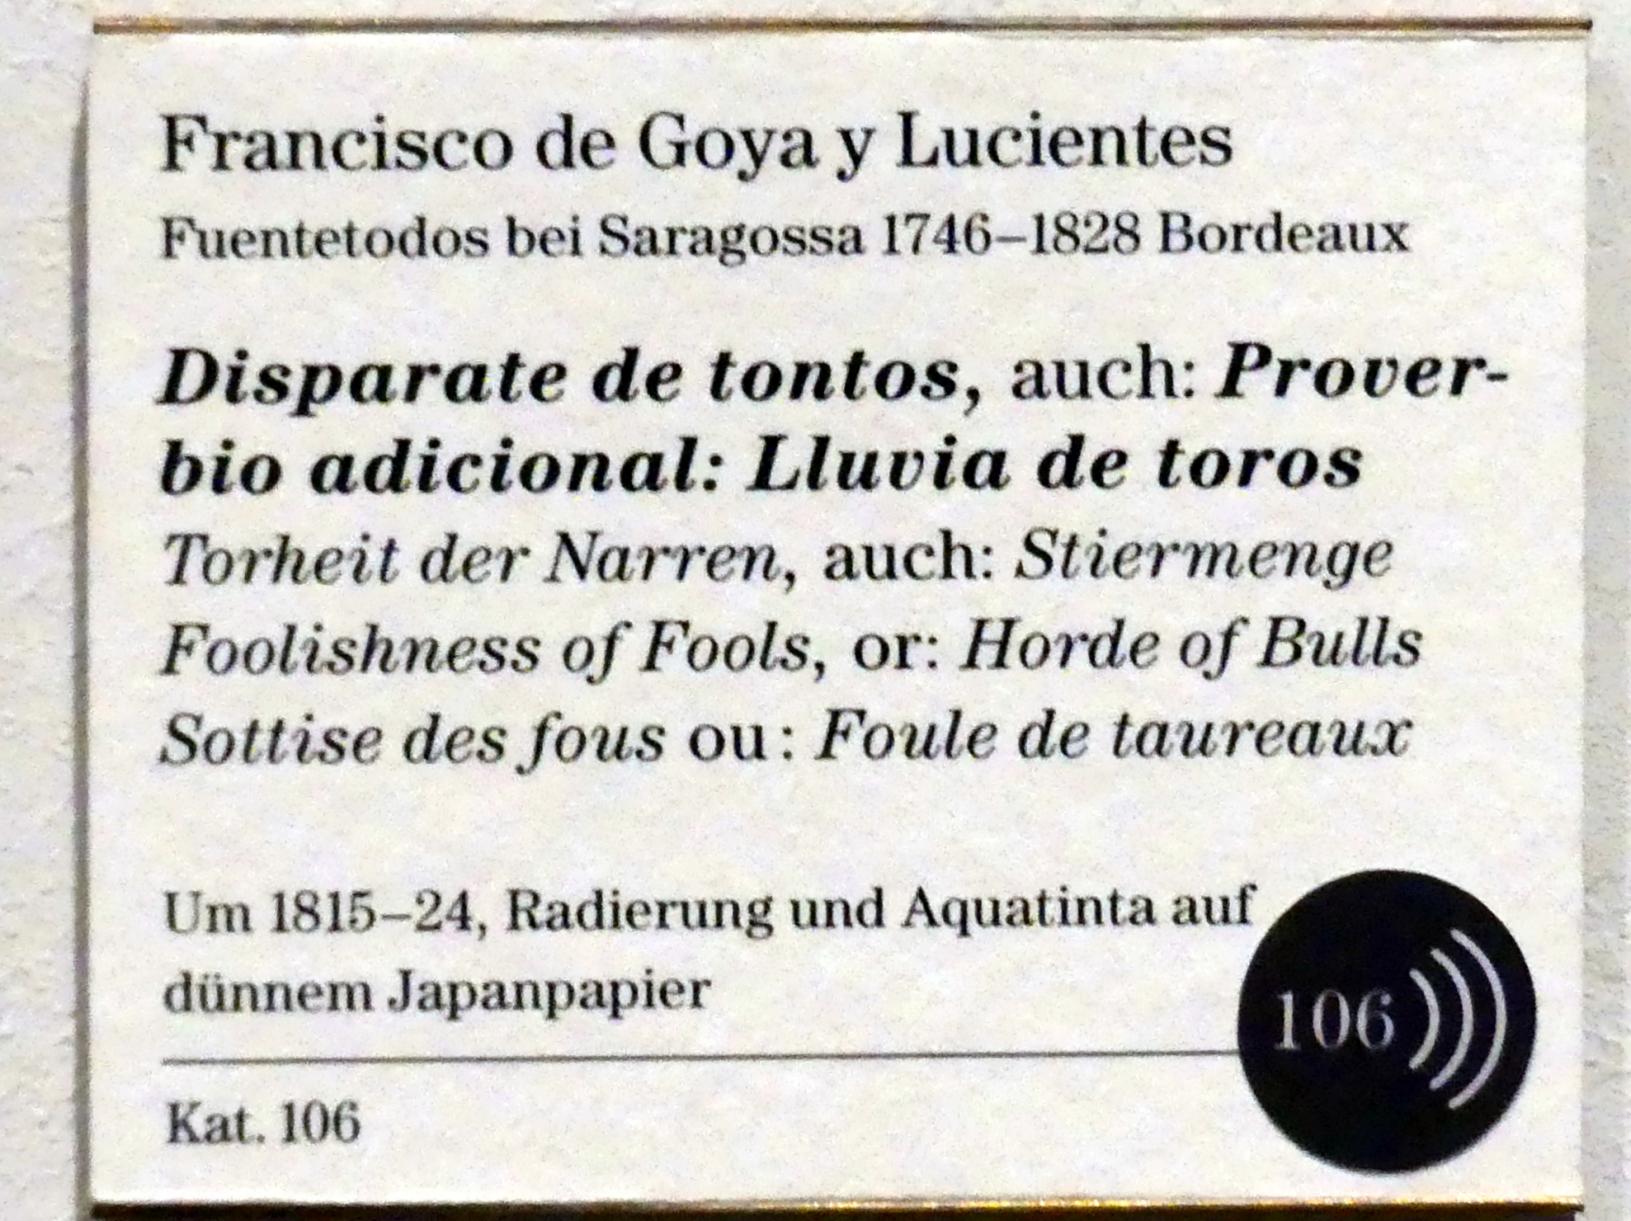 Francisco de Goya y Lucientes
Fuentetodos bei Saragossa 1746–1828 Bordeaux
Disparate de tontos, auch: Prover-
bio adicional: Lluvia de toros
Torheit der Narren, auch: Stiermenge
Foolishness of Fools, or: Horde of Bulls
Sottise des fous ou : Foule de taureaux
Um 1815–24, Radierung und Aquatinta auf
dünnem Japanpapier
106
Kat. 106